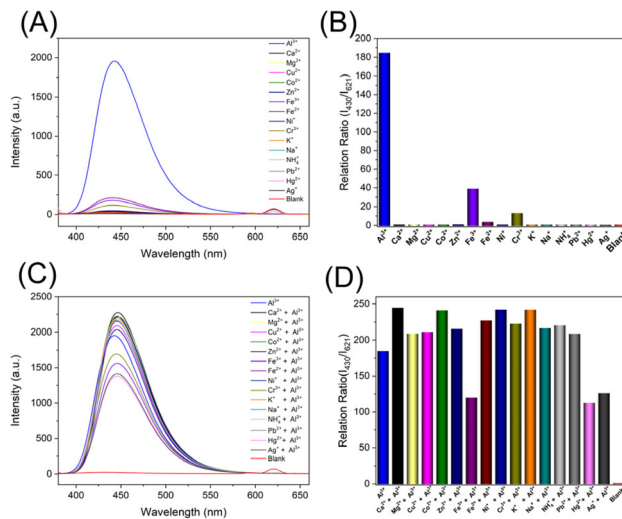 (A)
2000
1500
1000
500
0
Intensity (a.u.)
400 450 500 550 600 650
Wavelength (nm)
Al³⁺
Ca²⁺
Mg²⁺
Cu²⁺
Co²⁺
Zn²⁺
Fe³⁺
Fe²⁺
Ni⁺
Cr³⁺
K⁺
Na⁺
NH₄⁺
Pb²⁺
Hg²⁺
Ag⁺
Blank
(B)
200
180
160
140
120
100
80
60
40
20
0
Relation Ratio (I₄₃₀/I₆₂₁)
Al³⁺ Ca²⁺ Mg²⁺ Cu²⁺ Co²⁺ Zn²⁺ Fe³⁺ Fe²⁺ Ni⁺ Cr³⁺ K⁺ Na⁺ NH₄⁺ Pb²⁺ Hg²⁺ Ag⁺ Blank
(C)
2500
2250
2000
1750
1500
1250
1000
750
500
250
0
Intensity (a.u.)
400 450 500 550 600 650
Wavelength (nm)
Al³⁺
Ca²⁺ + Al³⁺
Mg²⁺ + Al³⁺
Cu²⁺ + Al³⁺
Co²⁺ + Al³⁺
Zn²⁺ + Al³⁺
Fe³⁺ + Al³⁺
Fe²⁺ + Al³⁺
Ni⁺ + Al³⁺
Cr³⁺ + Al³⁺
K⁺ + Al³⁺
Na⁺ + Al³⁺
NH₄⁺ + Al³⁺
Pb²⁺ + Al³⁺
Hg²⁺ + Al³⁺
Ag⁺ + Al³⁺
Blank
(D)
250
200
150
100
50
0
Relation Ratio(I₄₃₀/I₆₂₁)
Al³⁺
Ca²⁺ + Al³⁺
Mg²⁺ + Al³⁺
Cu²⁺ + Al³⁺
Co²⁺ + Al³⁺
Zn²⁺ + Al³⁺
Fe³⁺ + Al³⁺
Fe²⁺ + Al³⁺
Ni⁺ + Al³⁺
Cr³⁺ + Al³⁺
K⁺ + Al³⁺
Na⁺ + Al³⁺
NH₄⁺ + Al³⁺
Pb²⁺ + Al³⁺
Hg²⁺ + Al³⁺
Ag⁺ + Al³⁺
Blank